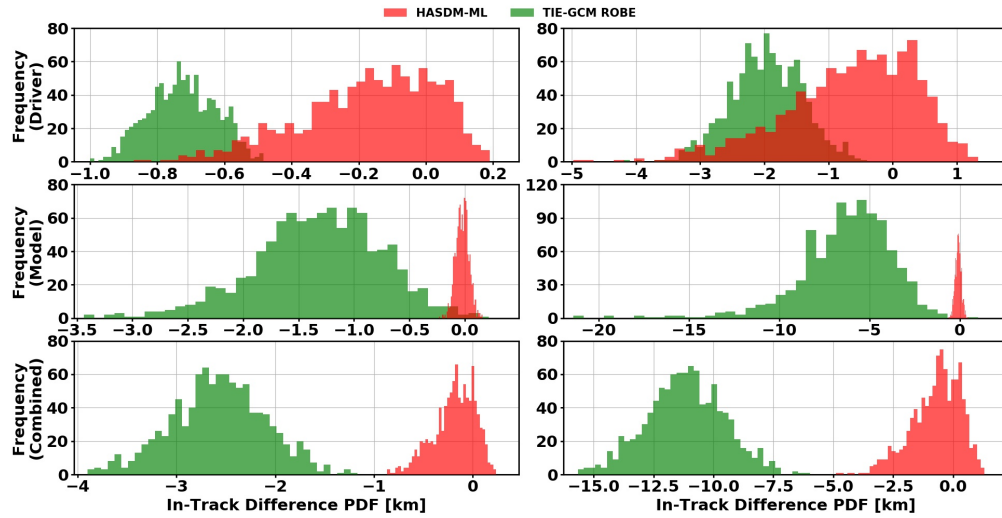 HASDM-ML TIE-GCM ROBE
Frequency
(Driver)
80
60
40
20
0
−1.0 −0.8 −0.6 −0.4 −0.2 0.0 0.2
80
60
40
20
0
−5 −4 −3 −2 −1 0 1
Frequency
(Model)
80
60
40
20
0
−3.5 −3.0 −2.5 −2.0 −1.5 −1.0 −0.5 0.0
120
90
60
30
0
−20 −15 −10 −5 0
Frequency
(Combined)
80
60
40
20
0
−4 −3 −2 −1 0
In-Track Difference PDF [km]
80
60
40
20
0
−15.0 −12.5 −10.0 −7.5 −5.0 −2.5 0.0
In-Track Difference PDF [km]